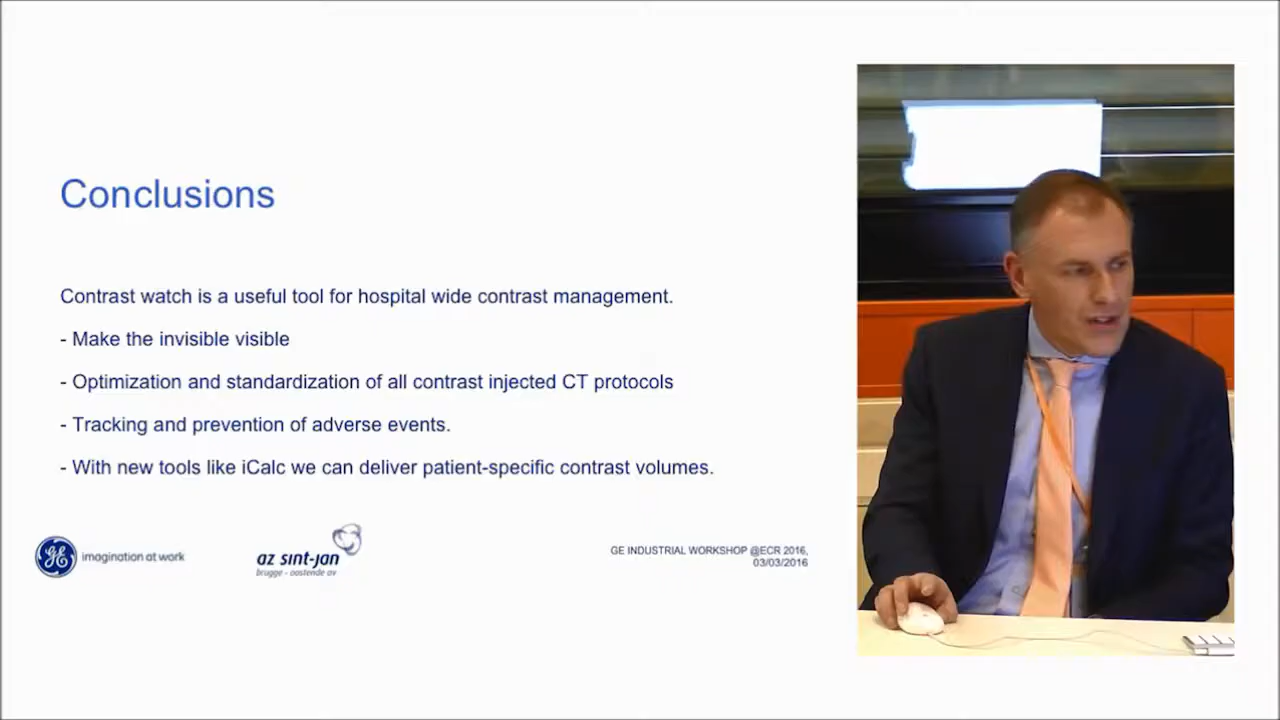 Conclusions
Contrast watch is a useful tool for hospital wide contrast management.
- Make the invisible visible
- Optimization and standardization of all contrast injected CT protocols
- Tracking and prevention of adverse events.
- With new tools like iCalc we can deliver patient-specific contrast volumes.
GE imagination at work
az sint-jan
brugge - oostende av
GE INDUSTRIAL WORKSHOP @ECR 2016,
03/03/2016